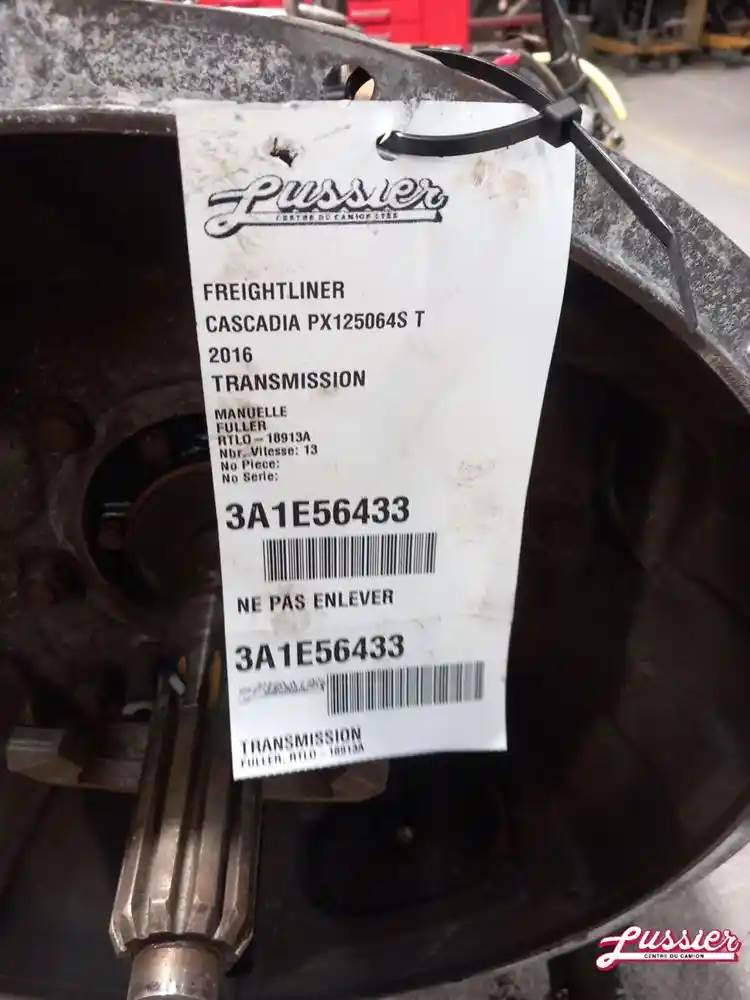 Lussier
CENTRE DU CAMION LTÉE
FREIGHTLINER
CASCADIA PX125064S T
2016
TRANSMISSION
MANUELLE
FULLER
RTLO - 18913A
Nbr. Vitesse: 13
No Piece:
No Serie:
3A1E56433
NE PAS ENLEVER
3A1E56433
TRANSMISSION
FULLER, RTLO - 18913A
Lussier
CENTRE DU CAMION